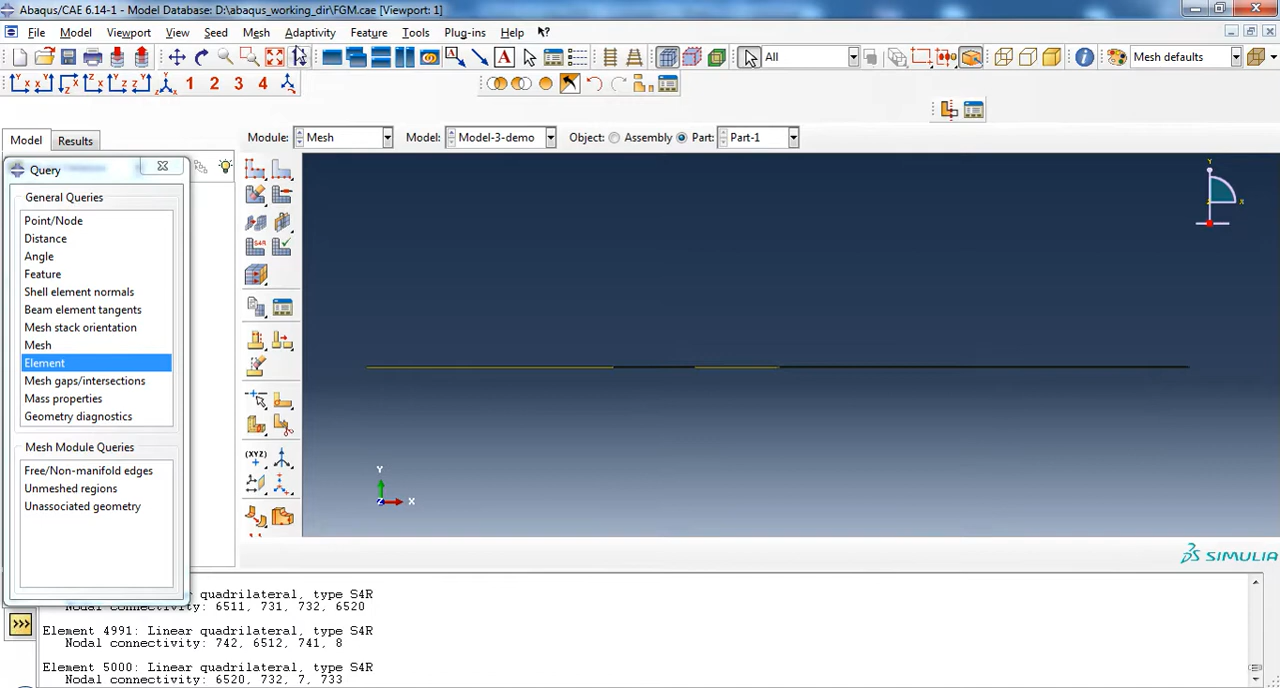 Abaqus/CAE 6.14-1 - Model Database: D:\abaqus_working_dir\FGM.cae [Viewport: 1]
File Model Viewport View Seed Mesh Adaptivity Feature Tools Plug-ins Help
A All Mesh defaults
1 2 3 4
Model Results
Module: Mesh Model: Model-3-demo Object: Assembly Part: Part-1
Query
General Queries
Point/Node
Distance
Angle
Feature
Shell element normals
Beam element tangents
Mesh stack orientation
Mesh
Element
Mesh gaps/intersections
Mass properties
Geometry diagnostics
Mesh Module Queries
Free/Non-manifold edges
Unmeshed regions
Unassociated geometry
(XYZ)
Y
X
Y
X
Z
SIMULIA
ar quadrilateral, type S4R
Nodal connectivity: 6511, 731, 732, 6520
Element 4991: Linear quadrilateral, type S4R
Nodal connectivity: 742, 6512, 741, 8
Element 5000: Linear quadrilateral, type S4R
Nodal connectivity: 6520, 732, 7, 733
>>>